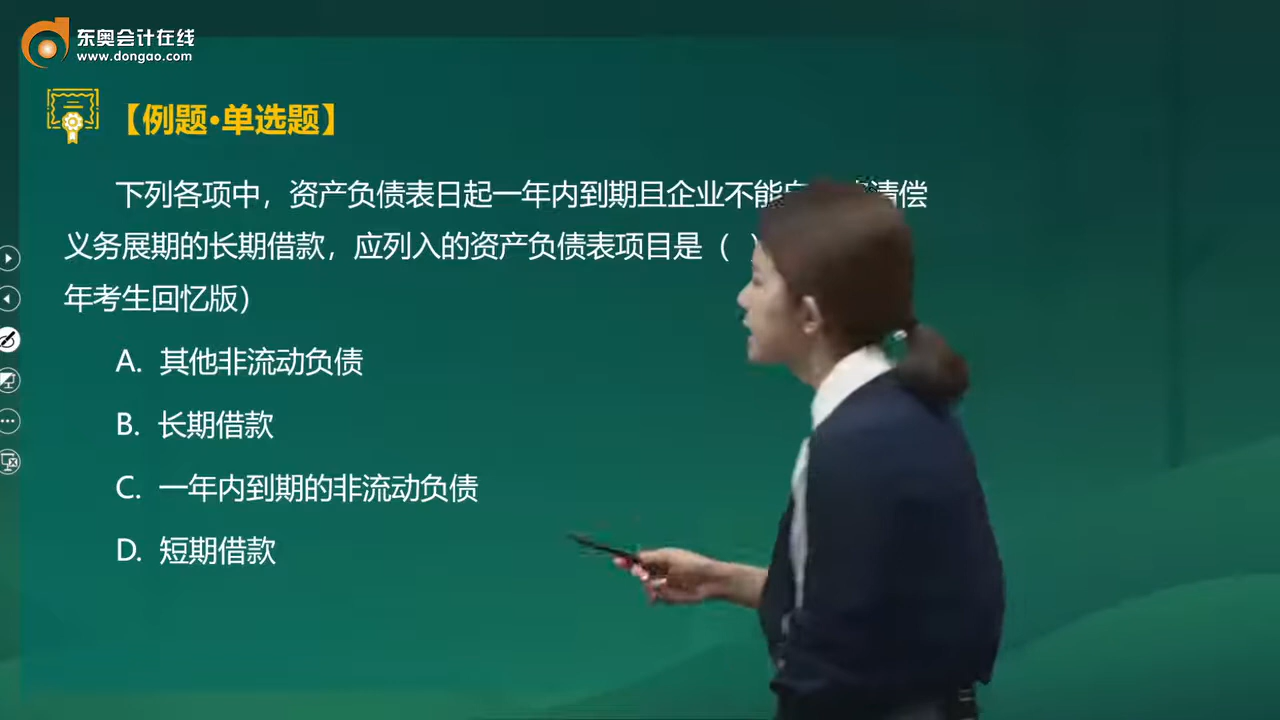 东奥会计在线
www.dongao.com
【例题·单选题】
下列各项中，资产负债表日起一年内到期且企业不能 清偿
义务展期的长期借款，应列入的资产负债表项目是（ ）
年考生回忆版）
A. 其他非流动负债
B. 长期借款
C. 一年内到期的非流动负债
D. 短期借款